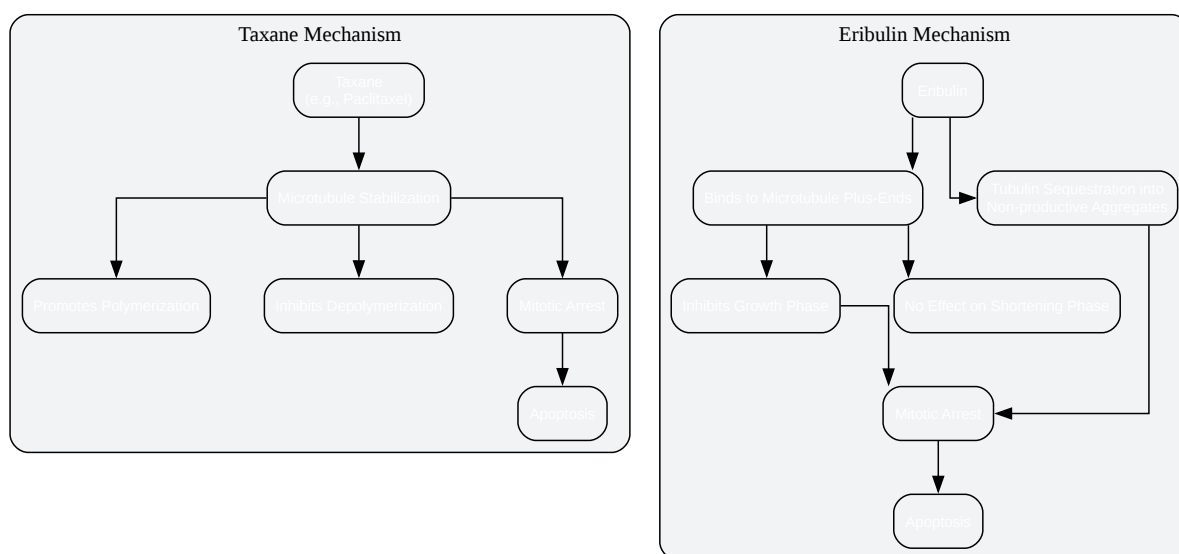 Taxane Mechanism
Taxane
(e.g., Paclitaxel)
Microtubule Stabilization
Promotes Polymerization
Inhibits Depolymerization
Mitotic Arrest
Apoptosis
Eribulin Mechanism
Eribulin
Binds to Microtubule Plus-Ends
Tubulin Sequestration into
Non-productive Aggregates
Inhibits Growth Phase
No Effect on Shortening Phase
Mitotic Arrest
Apoptosis